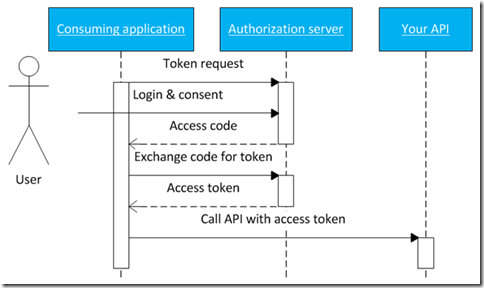 Consuming application
Authorization server
Your API
Token request
Login & consent
Access code
User
Exchange code for token
Access token
Call API with access token